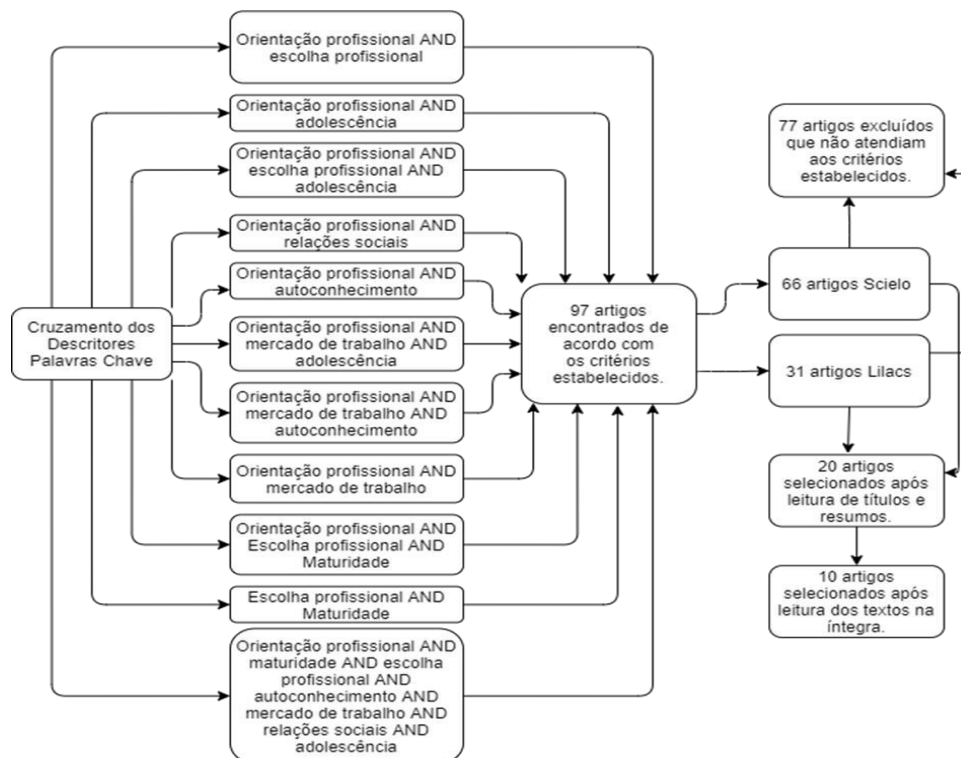 Cruzamento dos
Descritores
Palavras Chave
Orientação profissional AND
escolha profissional
Orientação profissional AND
adolescência
Orientação profissional AND
escolha profissional AND
adolescência
Orientação profissional AND
relações sociais
Orientação profissional AND
autoconhecimento
Orientação profissional AND
mercado de trabalho AND
adolescência
Orientação profissional AND
mercado de trabalho AND
autoconhecimento
Orientação profissional AND
mercado de trabalho
Orientação profissional AND
Escolha profissional AND
Maturidade
Escolha profissional AND
Maturidade
Orientação profissional AND
maturidade AND escolha
profissional AND
autoconhecimento AND
mercado de trabalho AND
relações sociais AND
adolescência
97 artigos
encontrados de
acordo com
os critérios
estabelecidos.
77 artigos excluídos
que não atendiam
aos critérios
estabelecidos.
66 artigos Scielo
31 artigos Lilacs
20 artigos
selecionados após
leitura de títulos e
resumos.
10 artigos
selecionados após
leitura dos textos na
íntegra.